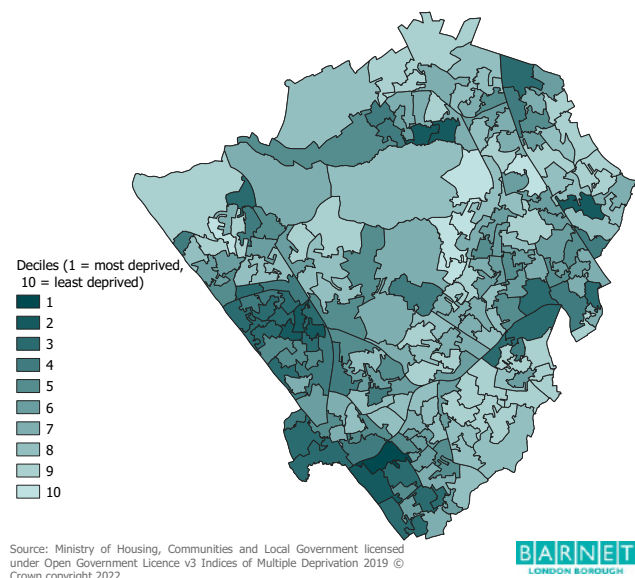 Deciles (1 = most deprived,
10 = least deprived)
1
2
3
4
5
6
7
8
9
10
Source: Ministry of Housing, Communities and Local Government licensed
under Open Government Licence v3 Indices of Multiple Deprivation 2019 ©
Crown copyright 2022
BARNET
LONDON BOROUGH